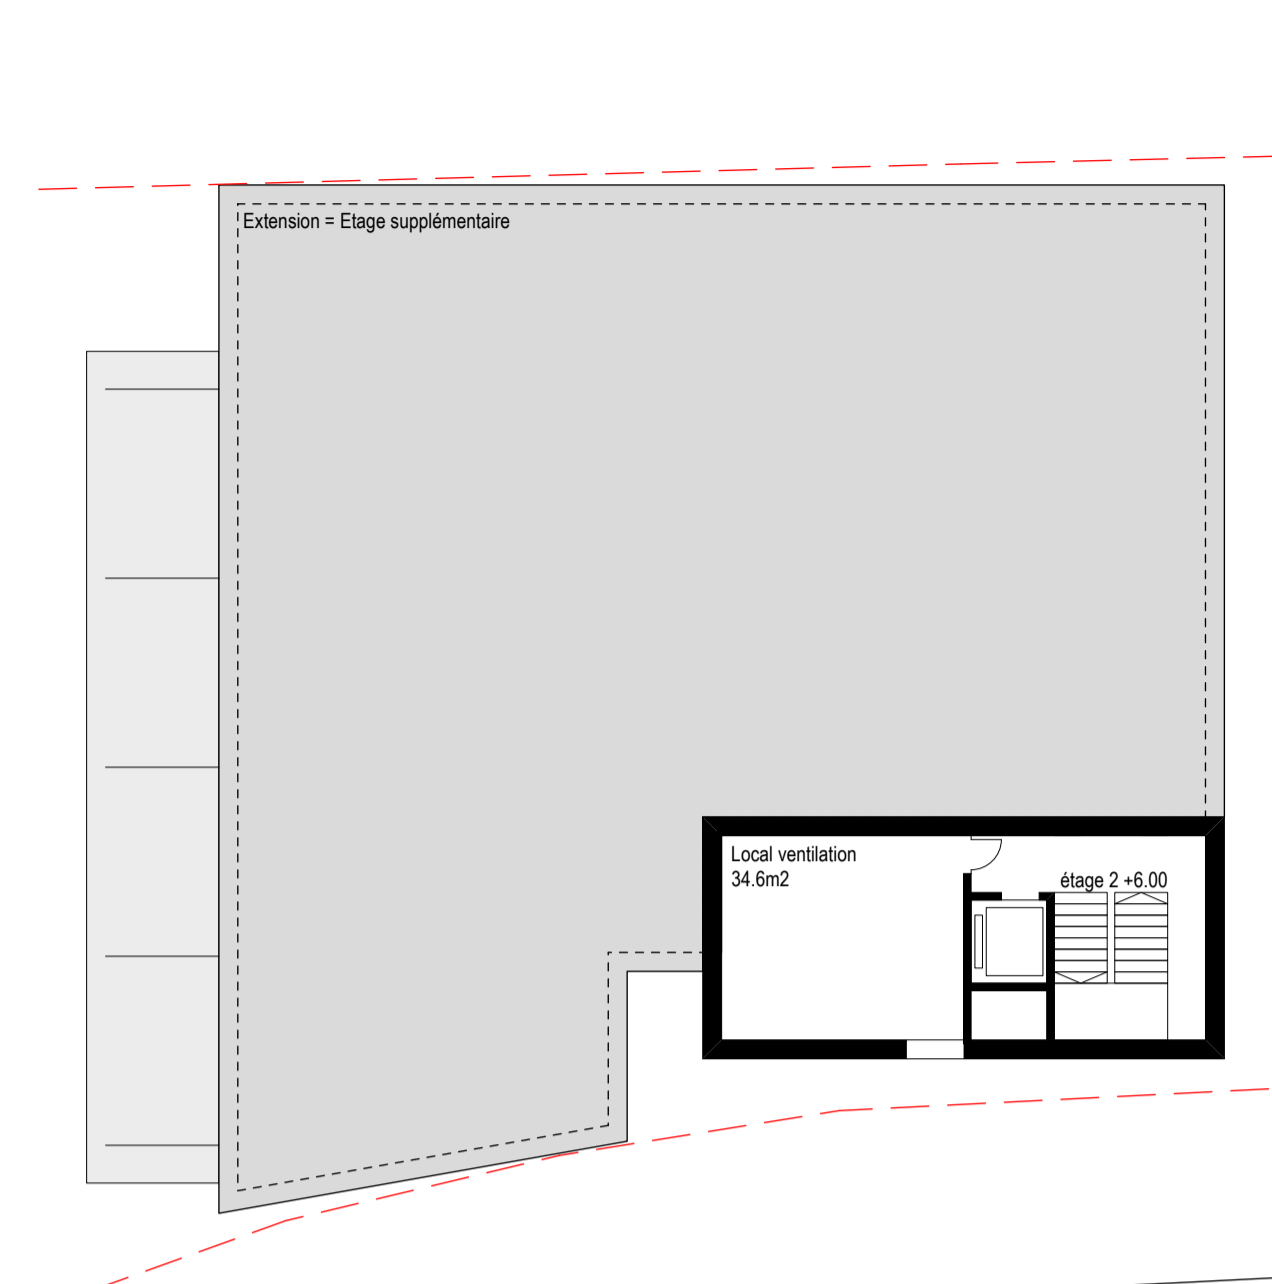 Extension = Etage supplémentaire
Local ventilation
34.6m2
étage 2 +6.00